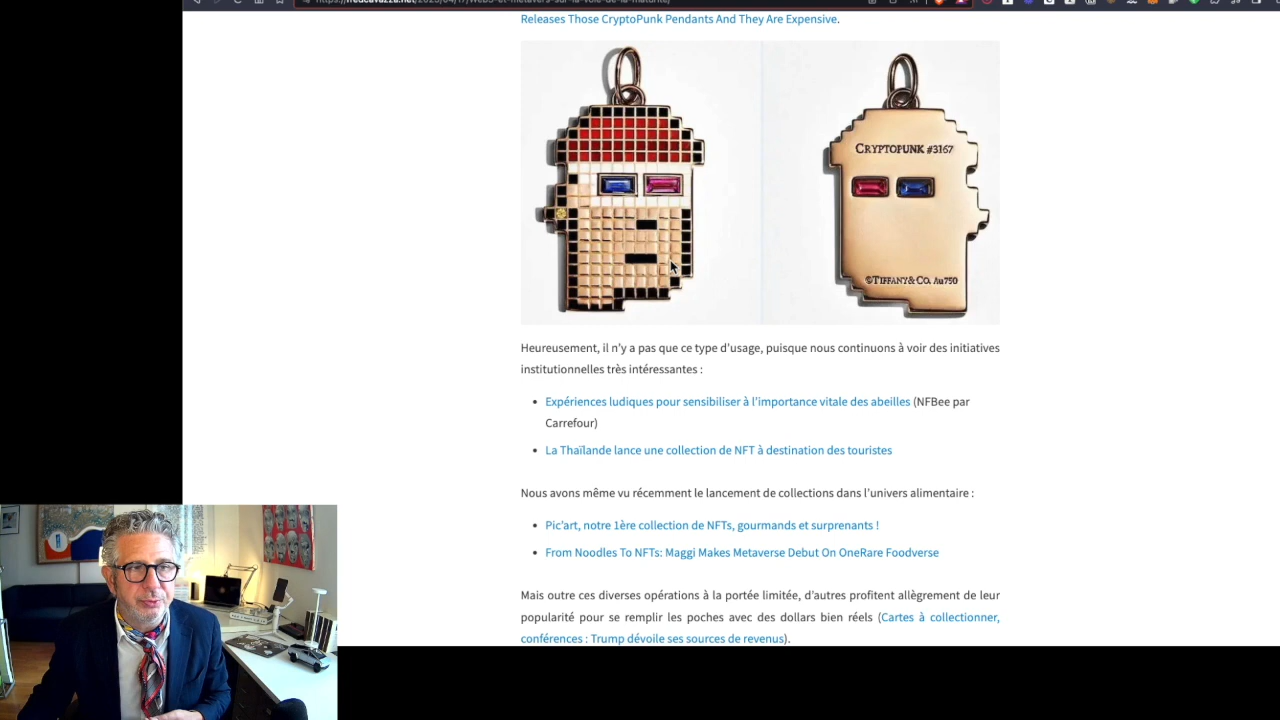 Releases Those CryptoPunk Pendants And They Are Expensive.
CRYPTOPUNK #3167
©TIFFANY&CO. Au750
Heureusement, il n'y a pas que ce type d'usage, puisque nous continuons à voir des initiatives
institutionnelles très intéressantes :
• Expériences ludiques pour sensibiliser à l'importance vitale des abeilles (NFBee par
Carrefour)
• La Thaïlande lance une collection de NFT à destination des touristes
Nous avons même vu récemment le lancement de collections dans l'univers alimentaire :
• Pic'art, notre 1ère collection de NFTs, gourmands et surprenants !
• From Noodles To NFTs: Maggi Makes Metaverse Debut On OneRare Foodverse
Mais outre ces diverses opérations à la portée limitée, d'autres profitent allègrement de leur
popularité pour se remplir les poches avec des dollars bien réels (Cartes à collectionner,
conférences : Trump dévoile ses sources de revenus).